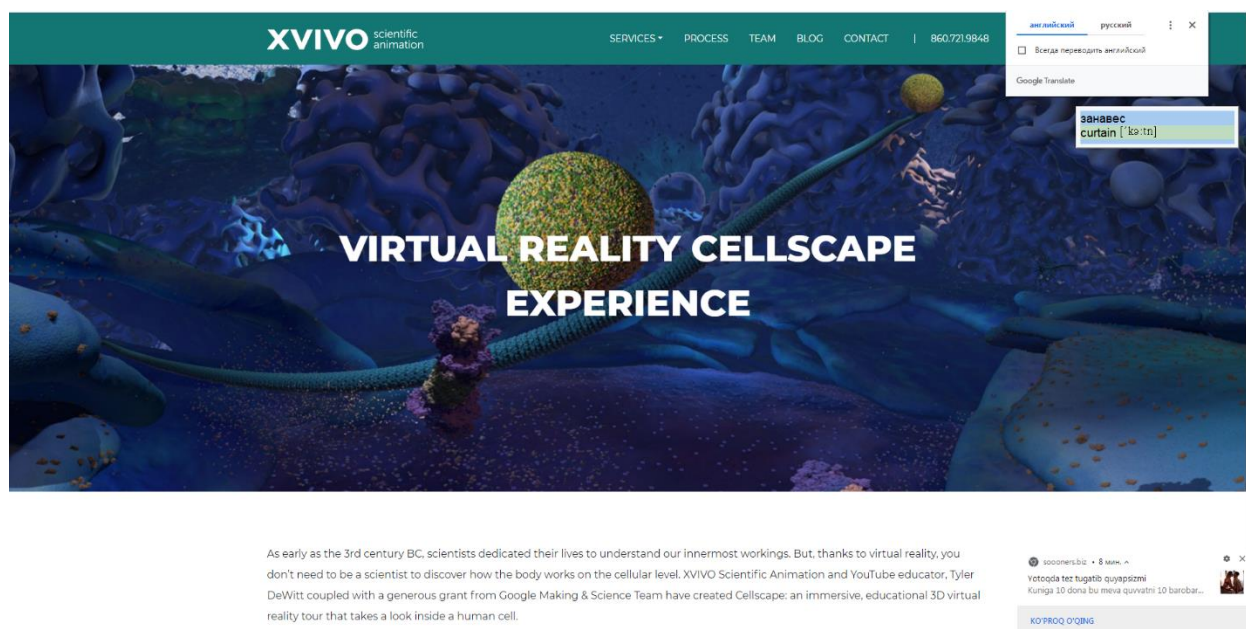 XVIVO scientific animation
SERVICES PROCESS TEAM BLOG CONTACT | 860.721.9848
английский русский
Всегда переводить английский
Google Translate
занавес
curtain [ˈkə:tn]
VIRTUAL REALITY CELLSCAPE
EXPERIENCE
As early as the 3rd century BC, scientists dedicated their lives to understand our innermost workings. But, thanks to virtual reality, you
don't need to be a scientist to discover how the body works on the cellular level. XVIVO Scientific Animation and YouTube educator, Tyler
DeWitt coupled with a generous grant from Google Making & Science Team have created Cellscape: an immersive, educational 3D virtual
reality tour that takes a look inside a human cell.
soooners.biz • 8 мин.
Yotoqda tez tugatib quyapsizmi
Kuniga 10 dona bu meva quvvatni 10 barobar...
KO'PROQ O'QING